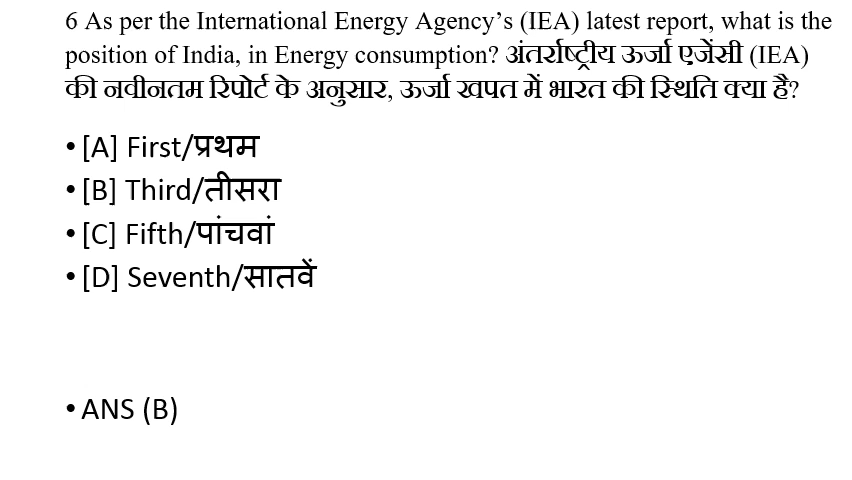 6 As per the International Energy Agency’s (IEA) latest report, what is the
position of India, in Energy consumption? अंतर्राष्ट्रीय ऊर्जा एजेंसी (IEA)
की नवीनतम रिपोर्ट के अनुसार, ऊर्जा खपत में भारत की स्थिति क्या है?
• [A] First/प्रथम
• [B] Third/तीसरा
• [C] Fifth/पांचवां
• [D] Seventh/सातवें
• ANS (B)